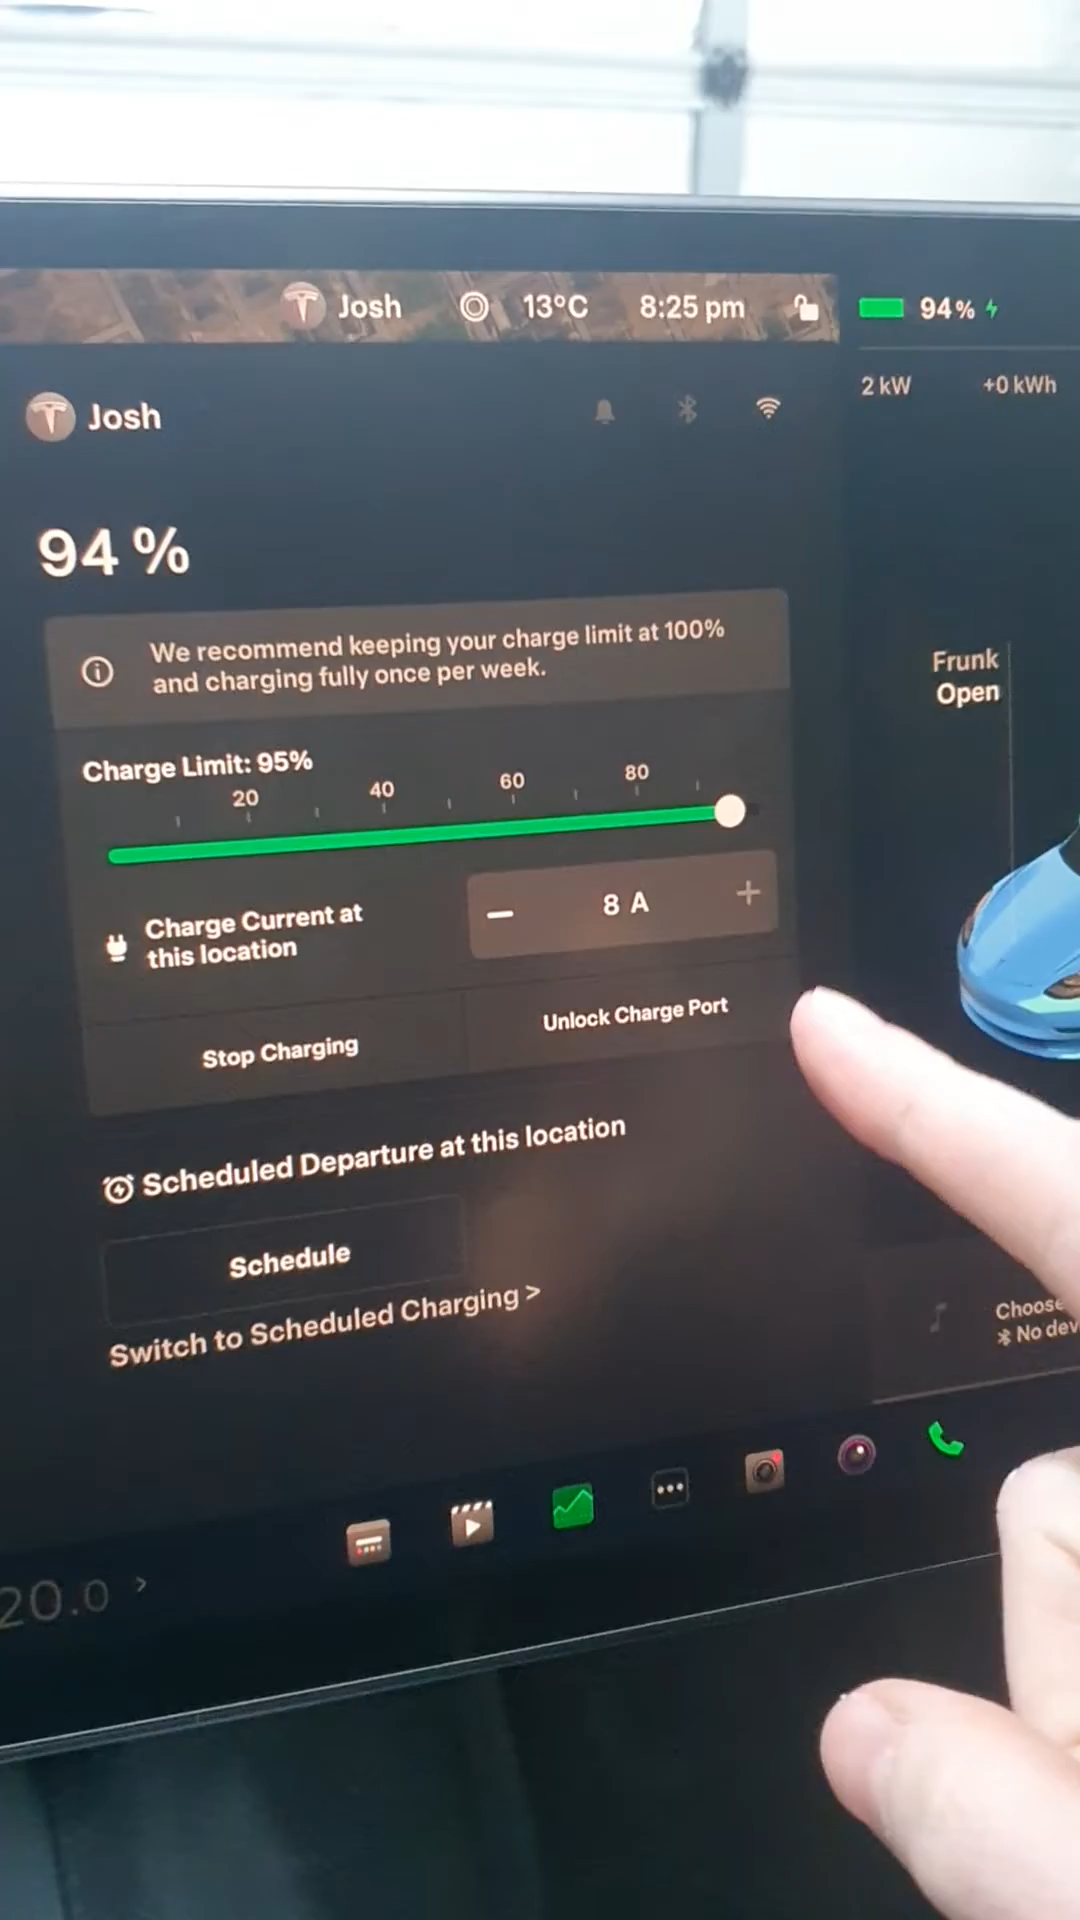 Josh
13°C
8:25 pm
94%
2 kW
+0 kWh
Josh
94 %
We recommend keeping your charge limit at 100%
and charging fully once per week.
Charge Limit: 95%
20
40
60
80
Charge Current at
this location
8 A
Stop Charging
Unlock Charge Port
Scheduled Departure at this location
Schedule
Switch to Scheduled Charging >
Frunk
Open
Choose
No dev
20.0 >